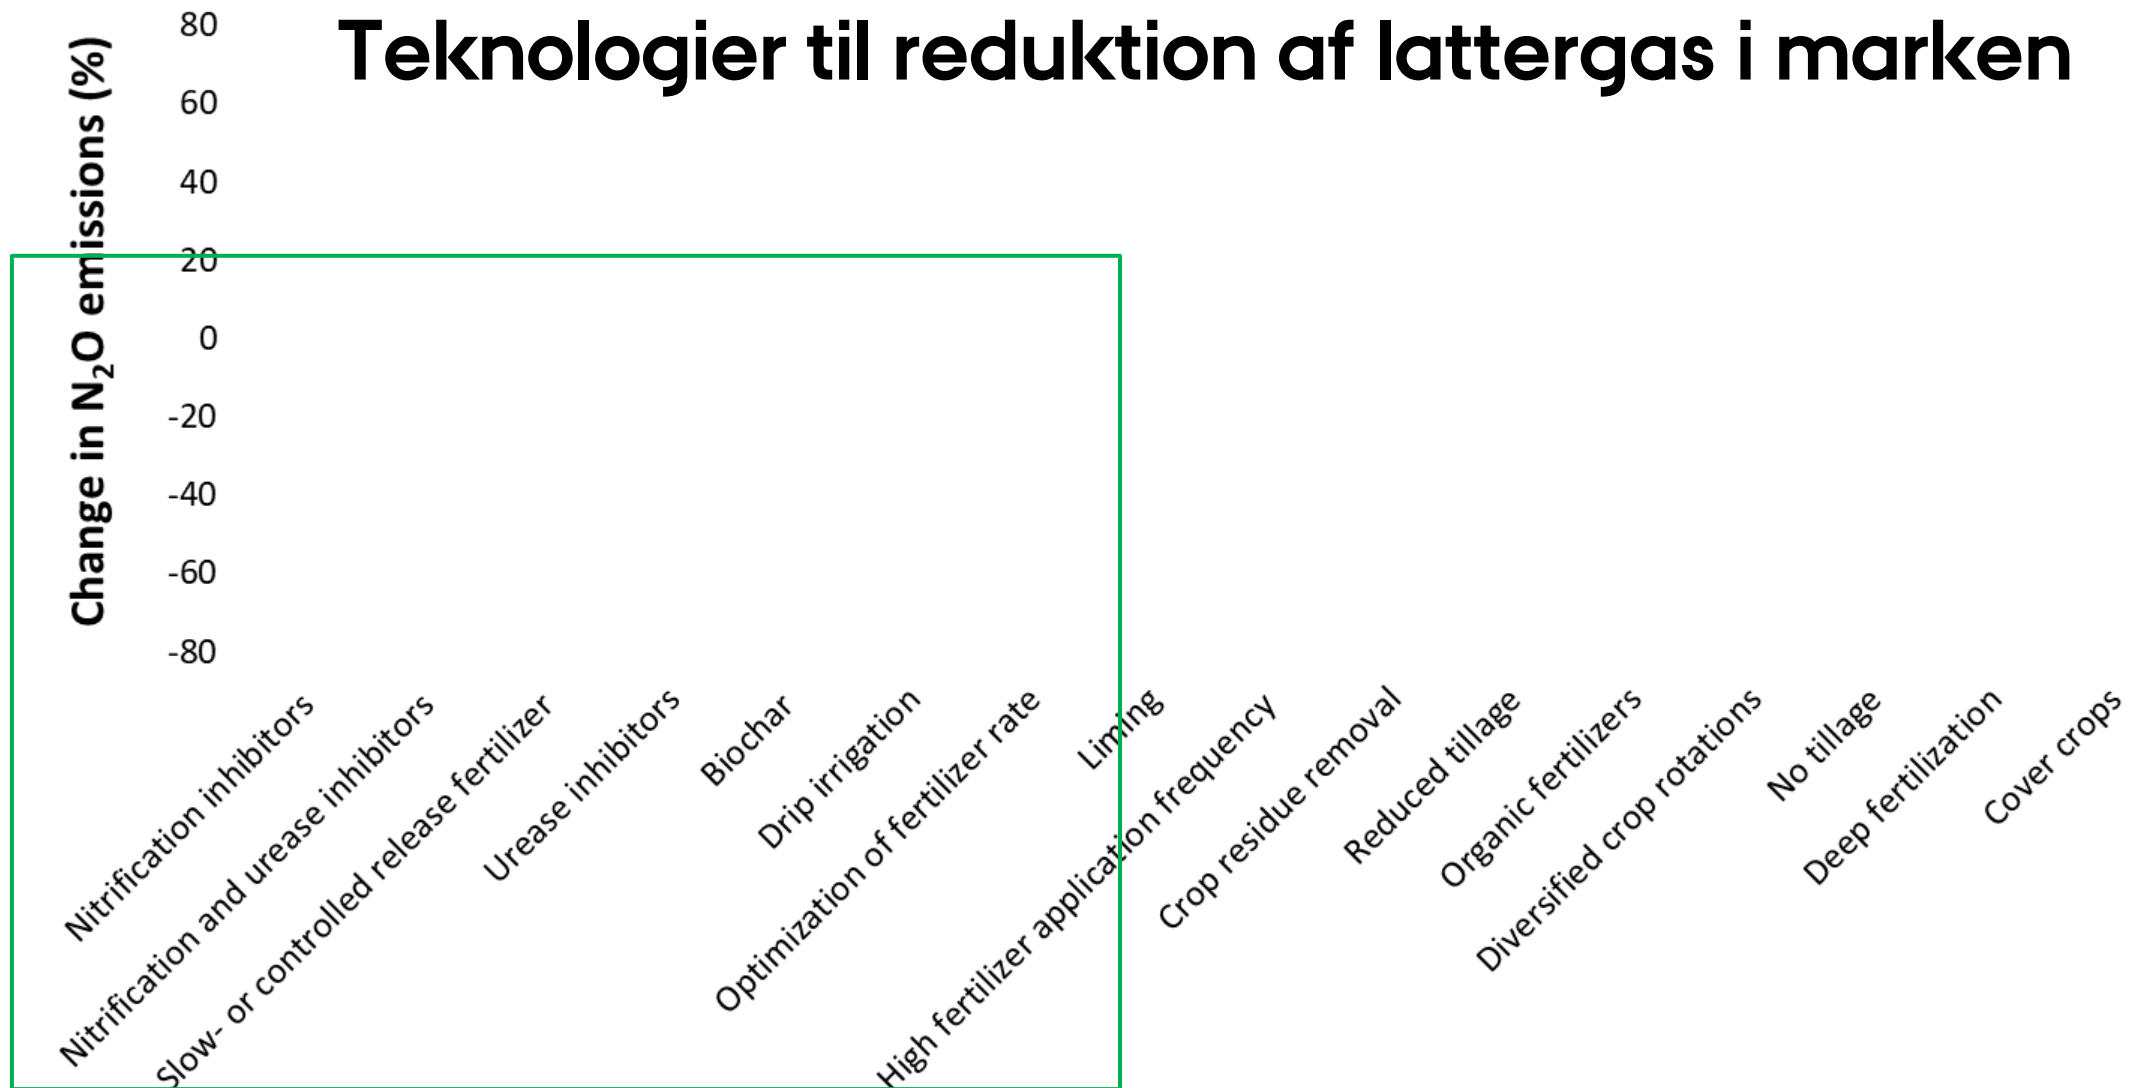 Teknologier til reduktion af lattergas i marken
Change in N₂O emissions (%)
80
60
40
20
0
-20
-40
-60
-80
Nitrification inhibitors
Nitrification and urease inhibitors
Slow- or controlled release fertilizer
Urease inhibitors
Biochar
Drip irrigation
Optimization of fertilizer rate
Liming
High fertilizer application frequency
Crop residue removal
Reduced tillage
Organic fertilizers
Diversified crop rotations
No tillage
Deep fertilization
Cover crops